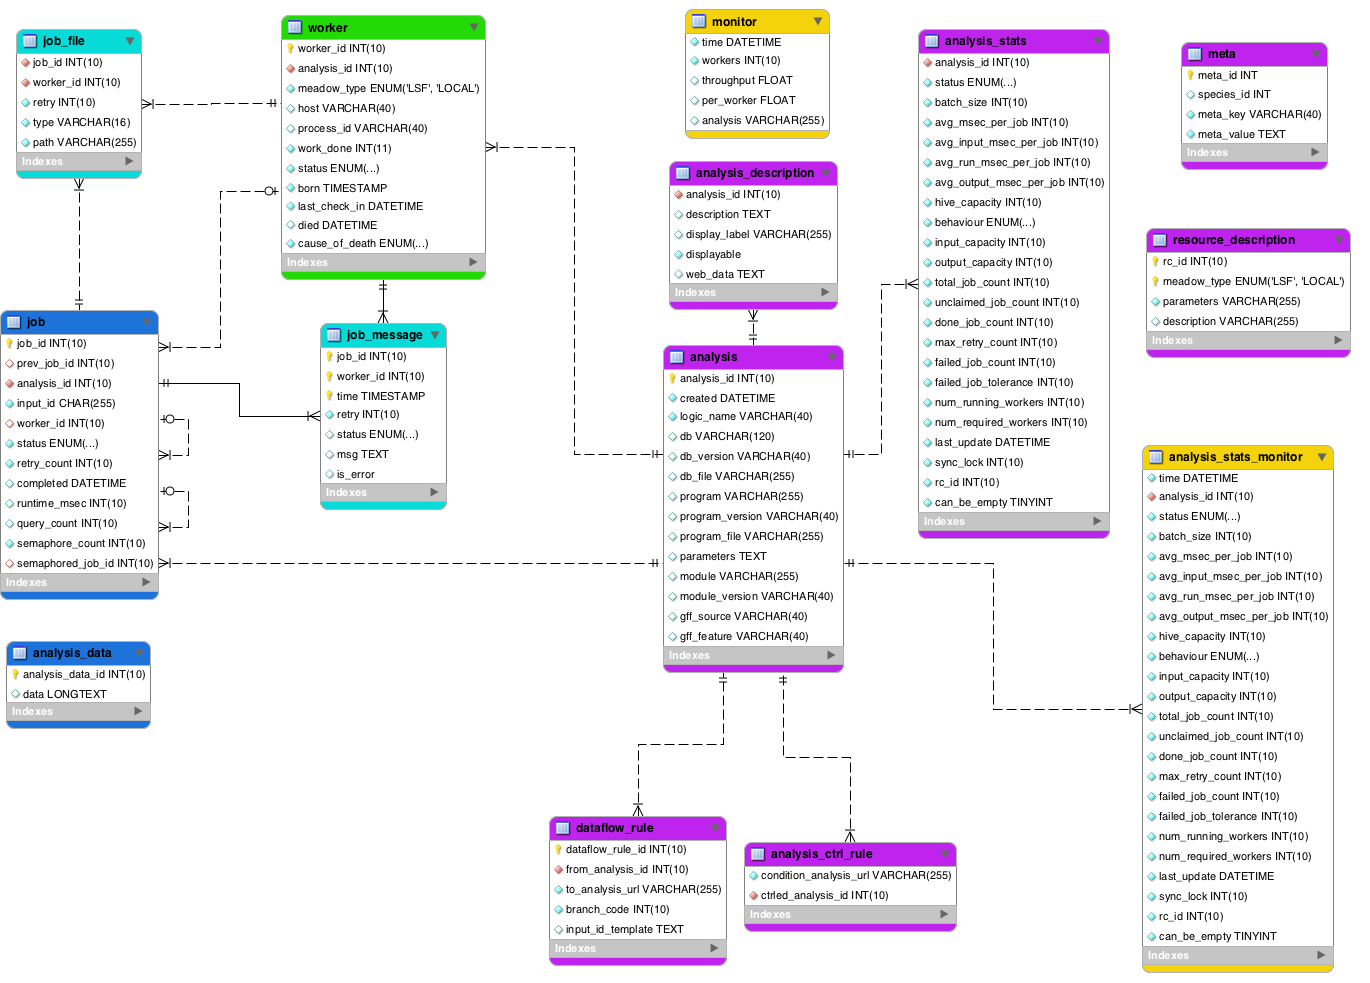 job_file
job_id INT(10)
worker_id INT(10)
retry INT(10)
type VARCHAR(16)
path VARCHAR(255)
Indexes
worker
worker_id INT(10)
analysis_id INT(10)
meadow_type ENUM('LSF', 'LOCAL')
host VARCHAR(40)
process_id VARCHAR(40)
work_done INT(11)
status ENUM(...)
born TIMESTAMP
last_check_in DATETIME
died DATETIME
cause_of_death ENUM(...)
Indexes
monitor
time DATETIME
workers INT(10)
throughput FLOAT
per_worker FLOAT
analysis VARCHAR(255)
analysis_stats
analysis_id INT(10)
status ENUM(...)
batch_size INT(10)
avg_msec_per_job INT(10)
avg_input_msec_per_job INT(10)
avg_run_msec_per_job INT(10)
avg_output_msec_per_job INT(10)
hive_capacity INT(10)
behaviour ENUM(...)
input_capacity INT(10)
output_capacity INT(10)
total_job_count INT(10)
unclaimed_job_count INT(10)
done_job_count INT(10)
max_retry_count INT(10)
failed_job_count INT(10)
failed_job_tolerance INT(10)
num_running_workers INT(10)
num_required_workers INT(10)
last_update DATETIME
sync_lock INT(10)
rc_id INT(10)
can_be_empty TINYINT
Indexes
meta
meta_id INT
species_id INT
meta_key VARCHAR(40)
meta_value TEXT
Indexes
analysis_description
analysis_id INT(10)
description TEXT
display_label VARCHAR(255)
displayable
web_data TEXT
Indexes
resource_description
rc_id INT(10)
meadow_type ENUM('LSF', 'LOCAL')
parameters VARCHAR(255)
description VARCHAR(255)
Indexes
job
job_id INT(10)
prev_job_id INT(10)
analysis_id INT(10)
input_id CHAR(255)
worker_id INT(10)
status ENUM(...)
retry_count INT(10)
completed DATETIME
runtime_msec INT(10)
query_count INT(10)
semaphore_count INT(10)
semaphored_job_id INT(10)
Indexes
job_message
job_id INT(10)
worker_id INT(10)
time TIMESTAMP
retry INT(10)
status ENUM(...)
msg TEXT
is_error
Indexes
analysis
analysis_id INT(10)
created DATETIME
logic_name VARCHAR(40)
db VARCHAR(120)
db_version VARCHAR(40)
db_file VARCHAR(255)
program VARCHAR(255)
program_version VARCHAR(40)
program_file VARCHAR(255)
parameters TEXT
module VARCHAR(255)
module_version VARCHAR(40)
gff_source VARCHAR(40)
gff_feature VARCHAR(40)
Indexes
analysis_stats_monitor
time DATETIME
analysis_id INT(10)
status ENUM(...)
batch_size INT(10)
avg_msec_per_job INT(10)
avg_input_msec_per_job INT(10)
avg_run_msec_per_job INT(10)
avg_output_msec_per_job INT(10)
hive_capacity INT(10)
behaviour ENUM(...)
input_capacity INT(10)
output_capacity INT(10)
total_job_count INT(10)
unclaimed_job_count INT(10)
done_job_count INT(10)
max_retry_count INT(10)
failed_job_count INT(10)
failed_job_tolerance INT(10)
num_running_workers INT(10)
num_required_workers INT(10)
last_update DATETIME
sync_lock INT(10)
rc_id INT(10)
can_be_empty TINYINT
Indexes
analysis_data
analysis_data_id INT(10)
data LONGTEXT
Indexes
dataflow_rule
dataflow_rule_id INT(10)
from_analysis_id INT(10)
to_analysis_url VARCHAR(255)
branch_code INT(10)
input_id_template TEXT
Indexes
analysis_ctrl_rule
condition_analysis_url VARCHAR(255)
ctrled_analysis_id INT(10)
Indexes